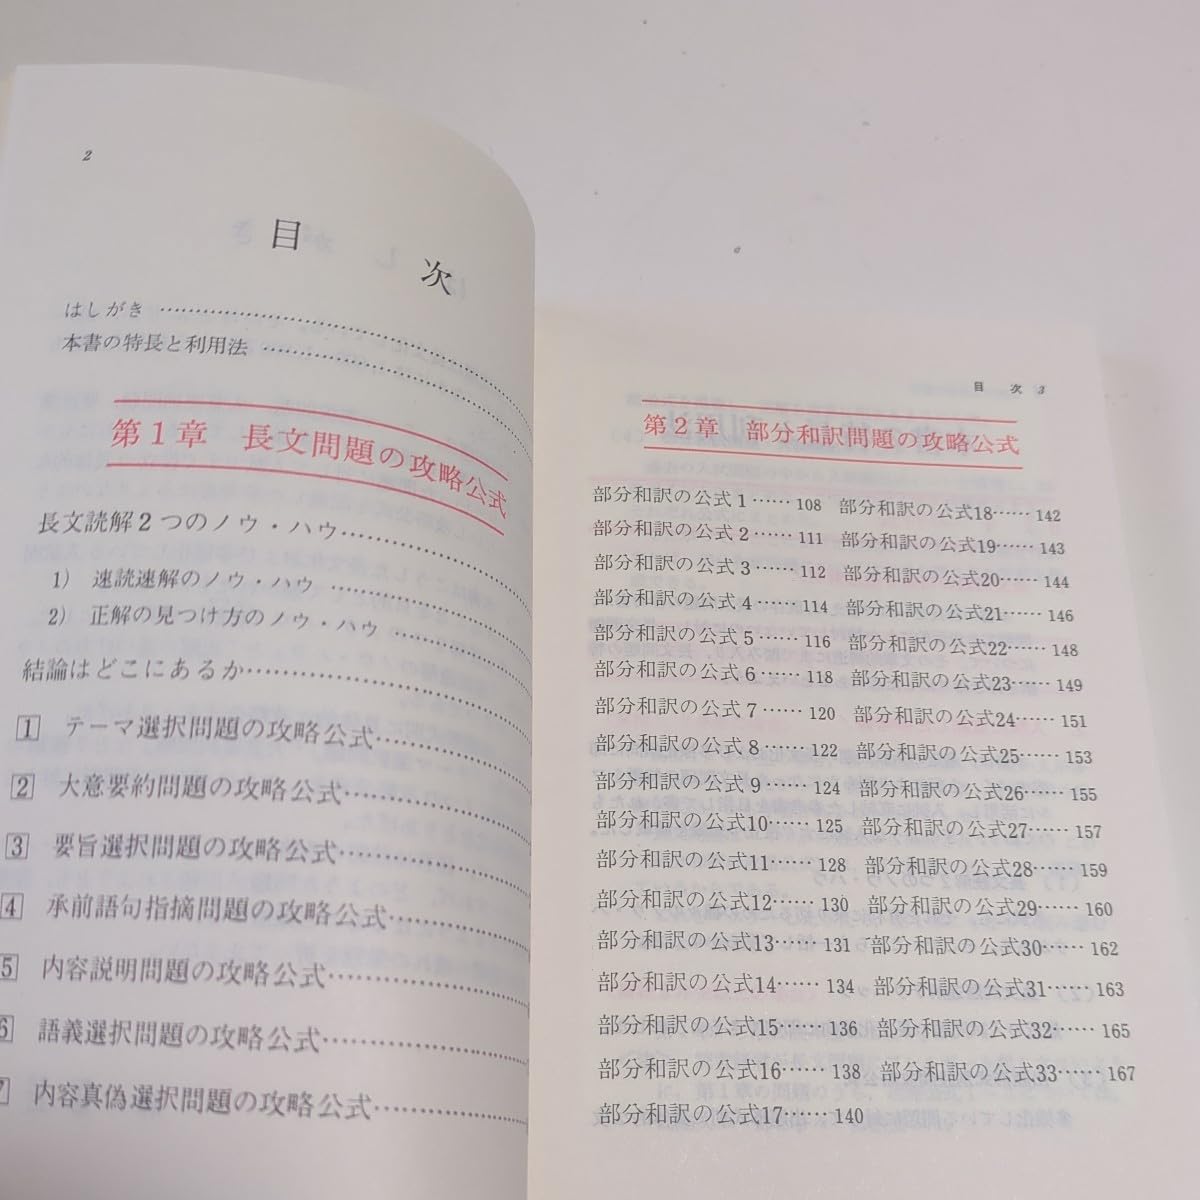 2
目次
はしがき
本書の特長と利用法
第1章 長文問題の攻略公式
長文読解2つのノウ・ハウ
1) 速読速解のノウ・ハウ
2) 正解の見つけ方のノウ・ハウ
結論はどこにあるか
1 テーマ選択問題の攻略公式
2 大意要約問題の攻略公式
3 要旨選択問題の攻略公式
4 承前語句指摘問題の攻略公式
5 内容説明問題の攻略公式
6 語義選択問題の攻略公式
7 内容真偽選択問題の攻略公式
目次 3
第2章 部分和訳問題の攻略公式
部分和訳の公式1……108 部分和訳の公式18……142
部分和訳の公式2……111 部分和訳の公式19……143
部分和訳の公式3……112 部分和訳の公式20……144
部分和訳の公式4……114 部分和訳の公式21……146
部分和訳の公式5……116 部分和訳の公式22……148
部分和訳の公式6……118 部分和訳の公式23……149
部分和訳の公式7……120 部分和訳の公式24……151
部分和訳の公式8……122 部分和訳の公式25……153
部分和訳の公式9……124 部分和訳の公式26……155
部分和訳の公式10……125 部分和訳の公式27……157
部分和訳の公式11……128 部分和訳の公式28……159
部分和訳の公式12……130 部分和訳の公式29……160
部分和訳の公式13……131 部分和訳の公式30……162
部分和訳の公式14……134 部分和訳の公式31……163
部分和訳の公式15……136 部分和訳の公式32……165
部分和訳の公式16……138 部分和訳の公式33……167
部分和訳の公式17……140